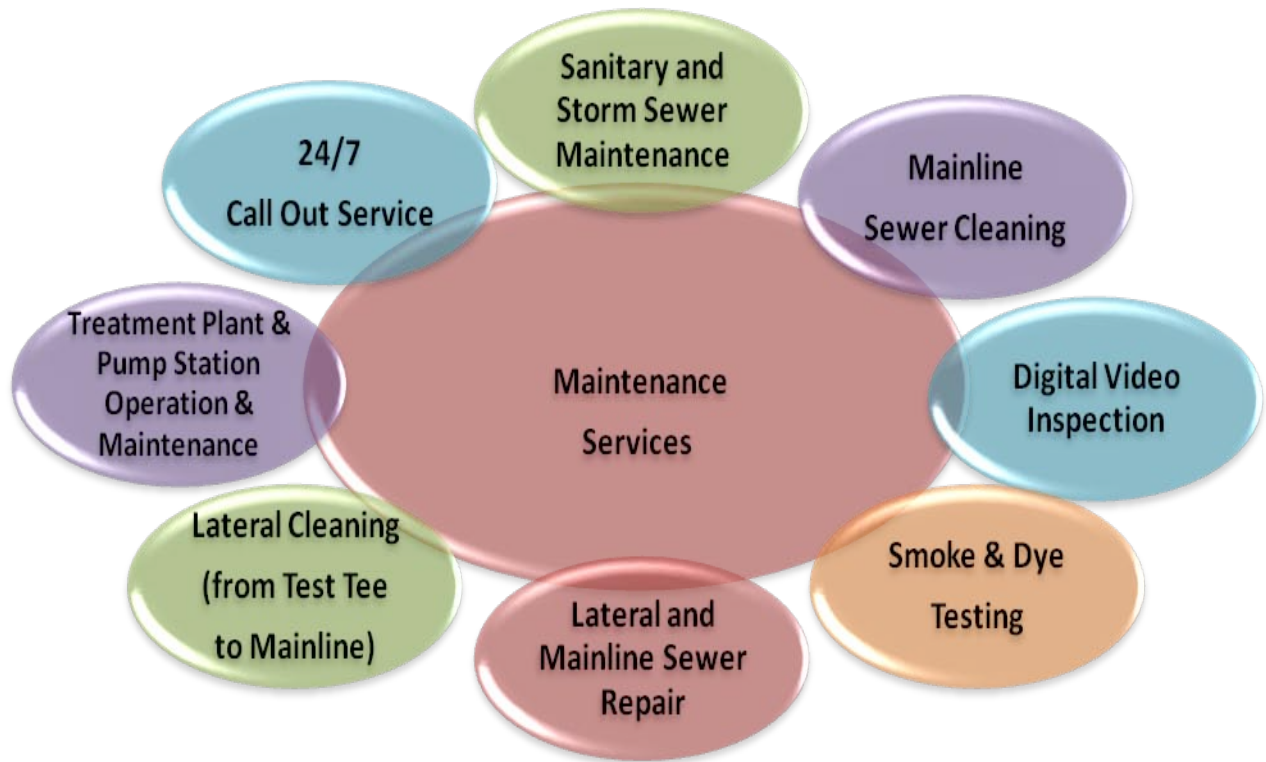 Sanitary and
Storm Sewer
Maintenance
Mainline
Sewer Cleaning
Digital Video
Inspection
Smoke & Dye
Testing
Lateral and
Mainline Sewer
Repair
Lateral Cleaning
(from Test Tee
to Mainline)
Treatment Plant &
Pump Station
Operation &
Maintenance
24/7
Call Out Service
Maintenance
Services